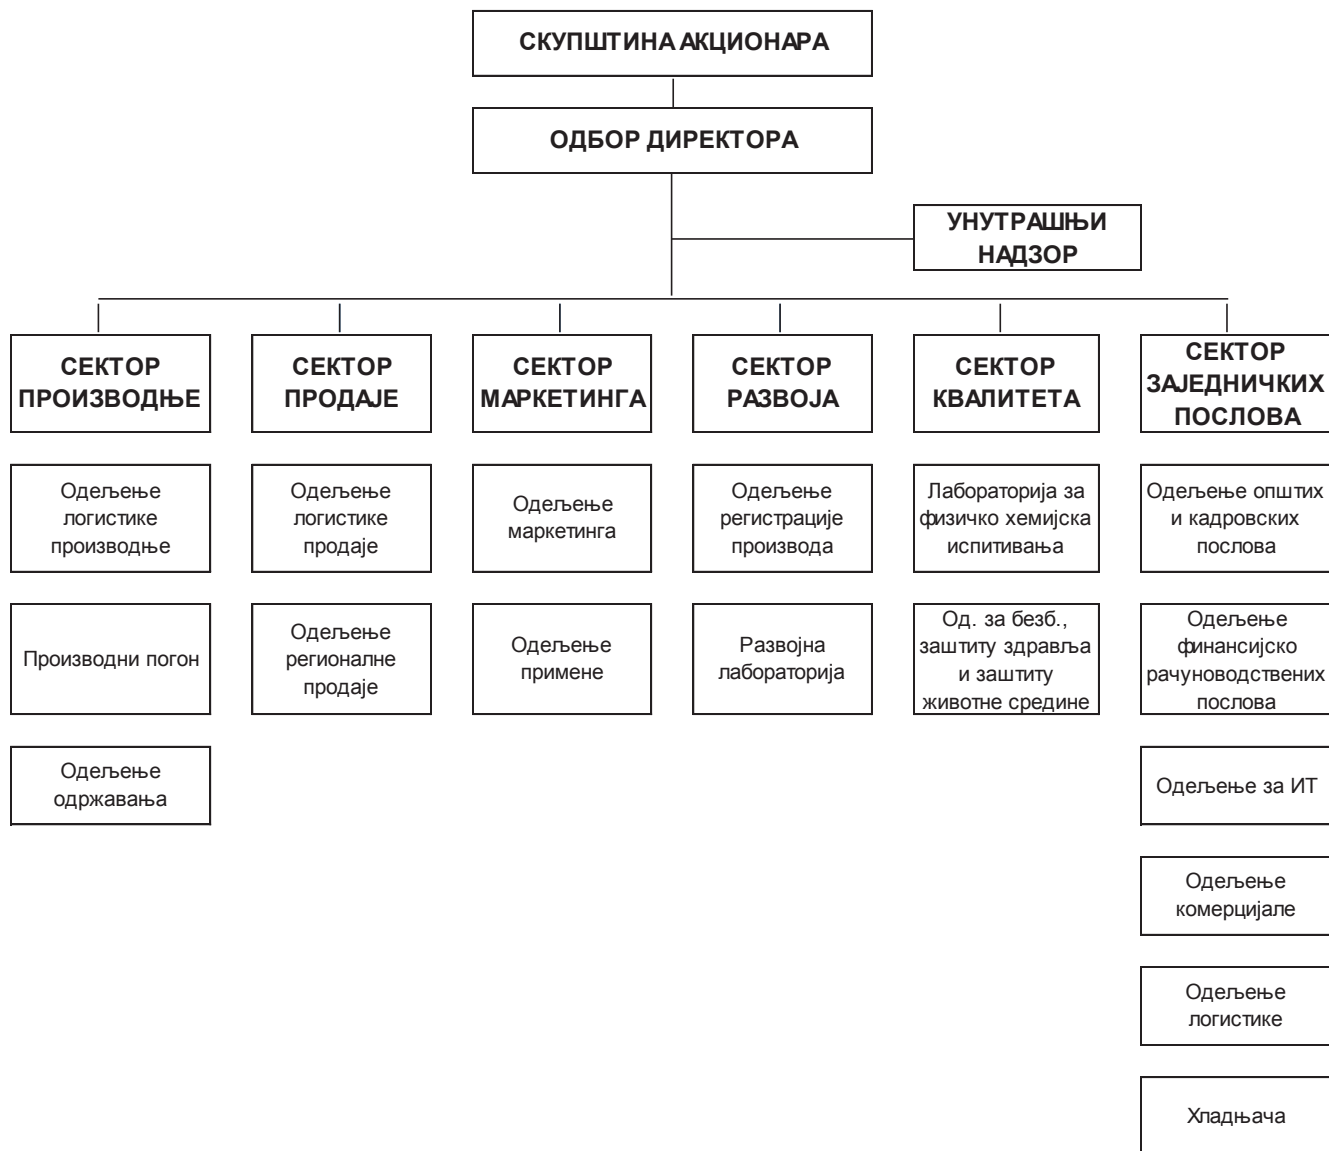 СКУПШТИНА АКЦИОНАРА
ОДБОР ДИРЕКТОРА
УНУТРАШЊИ
НАДЗОР
СЕКТОР
ПРОИЗВОДЊЕ
СЕКТОР
ПРОДАЈЕ
СЕКТОР
МАРКЕТИНГА
СЕКТОР
РАЗВОЈА
СЕКТОР
КВАЛИТЕТА
СЕКТОР
ЗАЈЕДНИЧКИХ
ПОСЛОВА
Одељење
логистике
производње
Одељење
логистике
продаје
Одељење
маркетинга
Одељење
регистрације
производа
Лабораторија за
физичко хемијска
испитивања
Одељење општих
и кадровских
послова
Производни погон
Одељење
регионалне
продаје
Одељење
примене
Развојна
лабораторија
Од. за безб.,
заштиту здравља
и заштиту
животне средине
Одељење
финансијско
рачуноводствених
послова
Одељење
одржавања
Одељење за ИТ
Одељење
комерцијале
Одељење
логистике
Хладњача